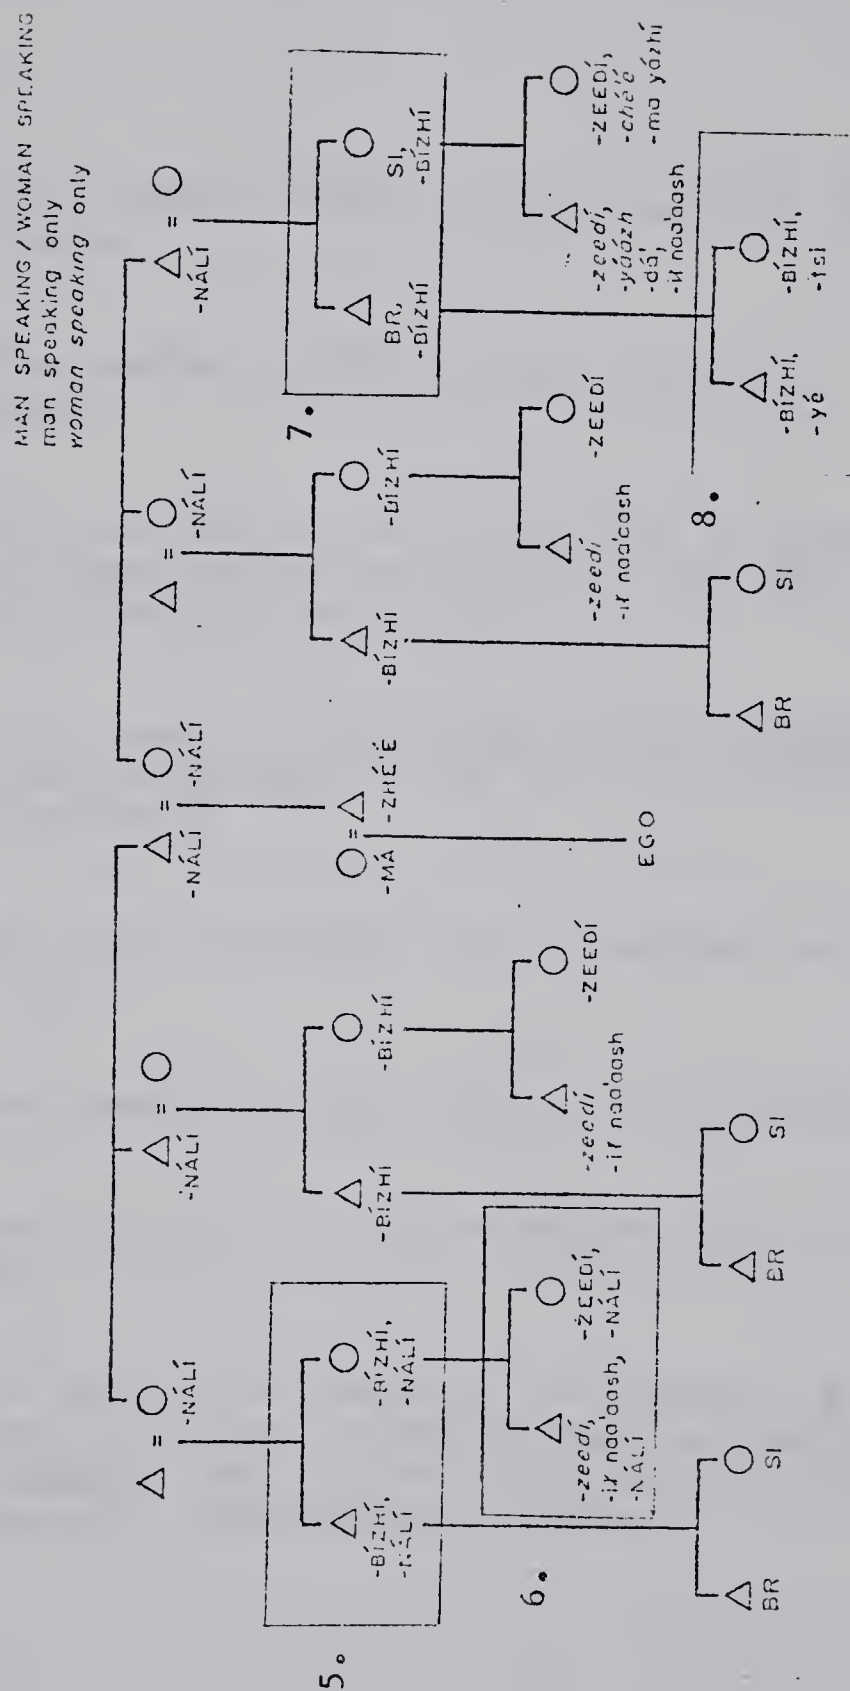 MAN SPEAKING / WOMAN SPEAKING
man speaking only
woman speaking only
-NÁLÍ
-NÁLÍ
-NÁLÍ
-NÁLÍ
-NÁLÍ
-NÁLÍ
5.
-BÍZHÍ,
-NÁLÍ
-BÍZHÍ,
-NÁLÍ
-BÍZHÍ
-BÍZHÍ
-MÁ
-ZHÉ'É
-BÍZHÍ
-BÍZHÍ
7.
BR,
-BÍZHÍ
SI,
-BÍZHÍ
6.
-zeedí,
-ił naa'aash,
-NÁLÍ
-ZEEDÍ,
-NÁLÍ
-zeedí
-ił naa'aash
-ZEEDÍ
EGO
-zeedí
-ił naa'aash
-ZEEDÍ
-zeedí,
-yáázh
-dá,
-ił naa'aash
-ZEEDÍ,
-ch'é'é
-ma yázhí
BR
SI
BR
SI
BR
SI
8.
-BÍZHÍ,
-yé
-BÍZHÍ,
-tsi